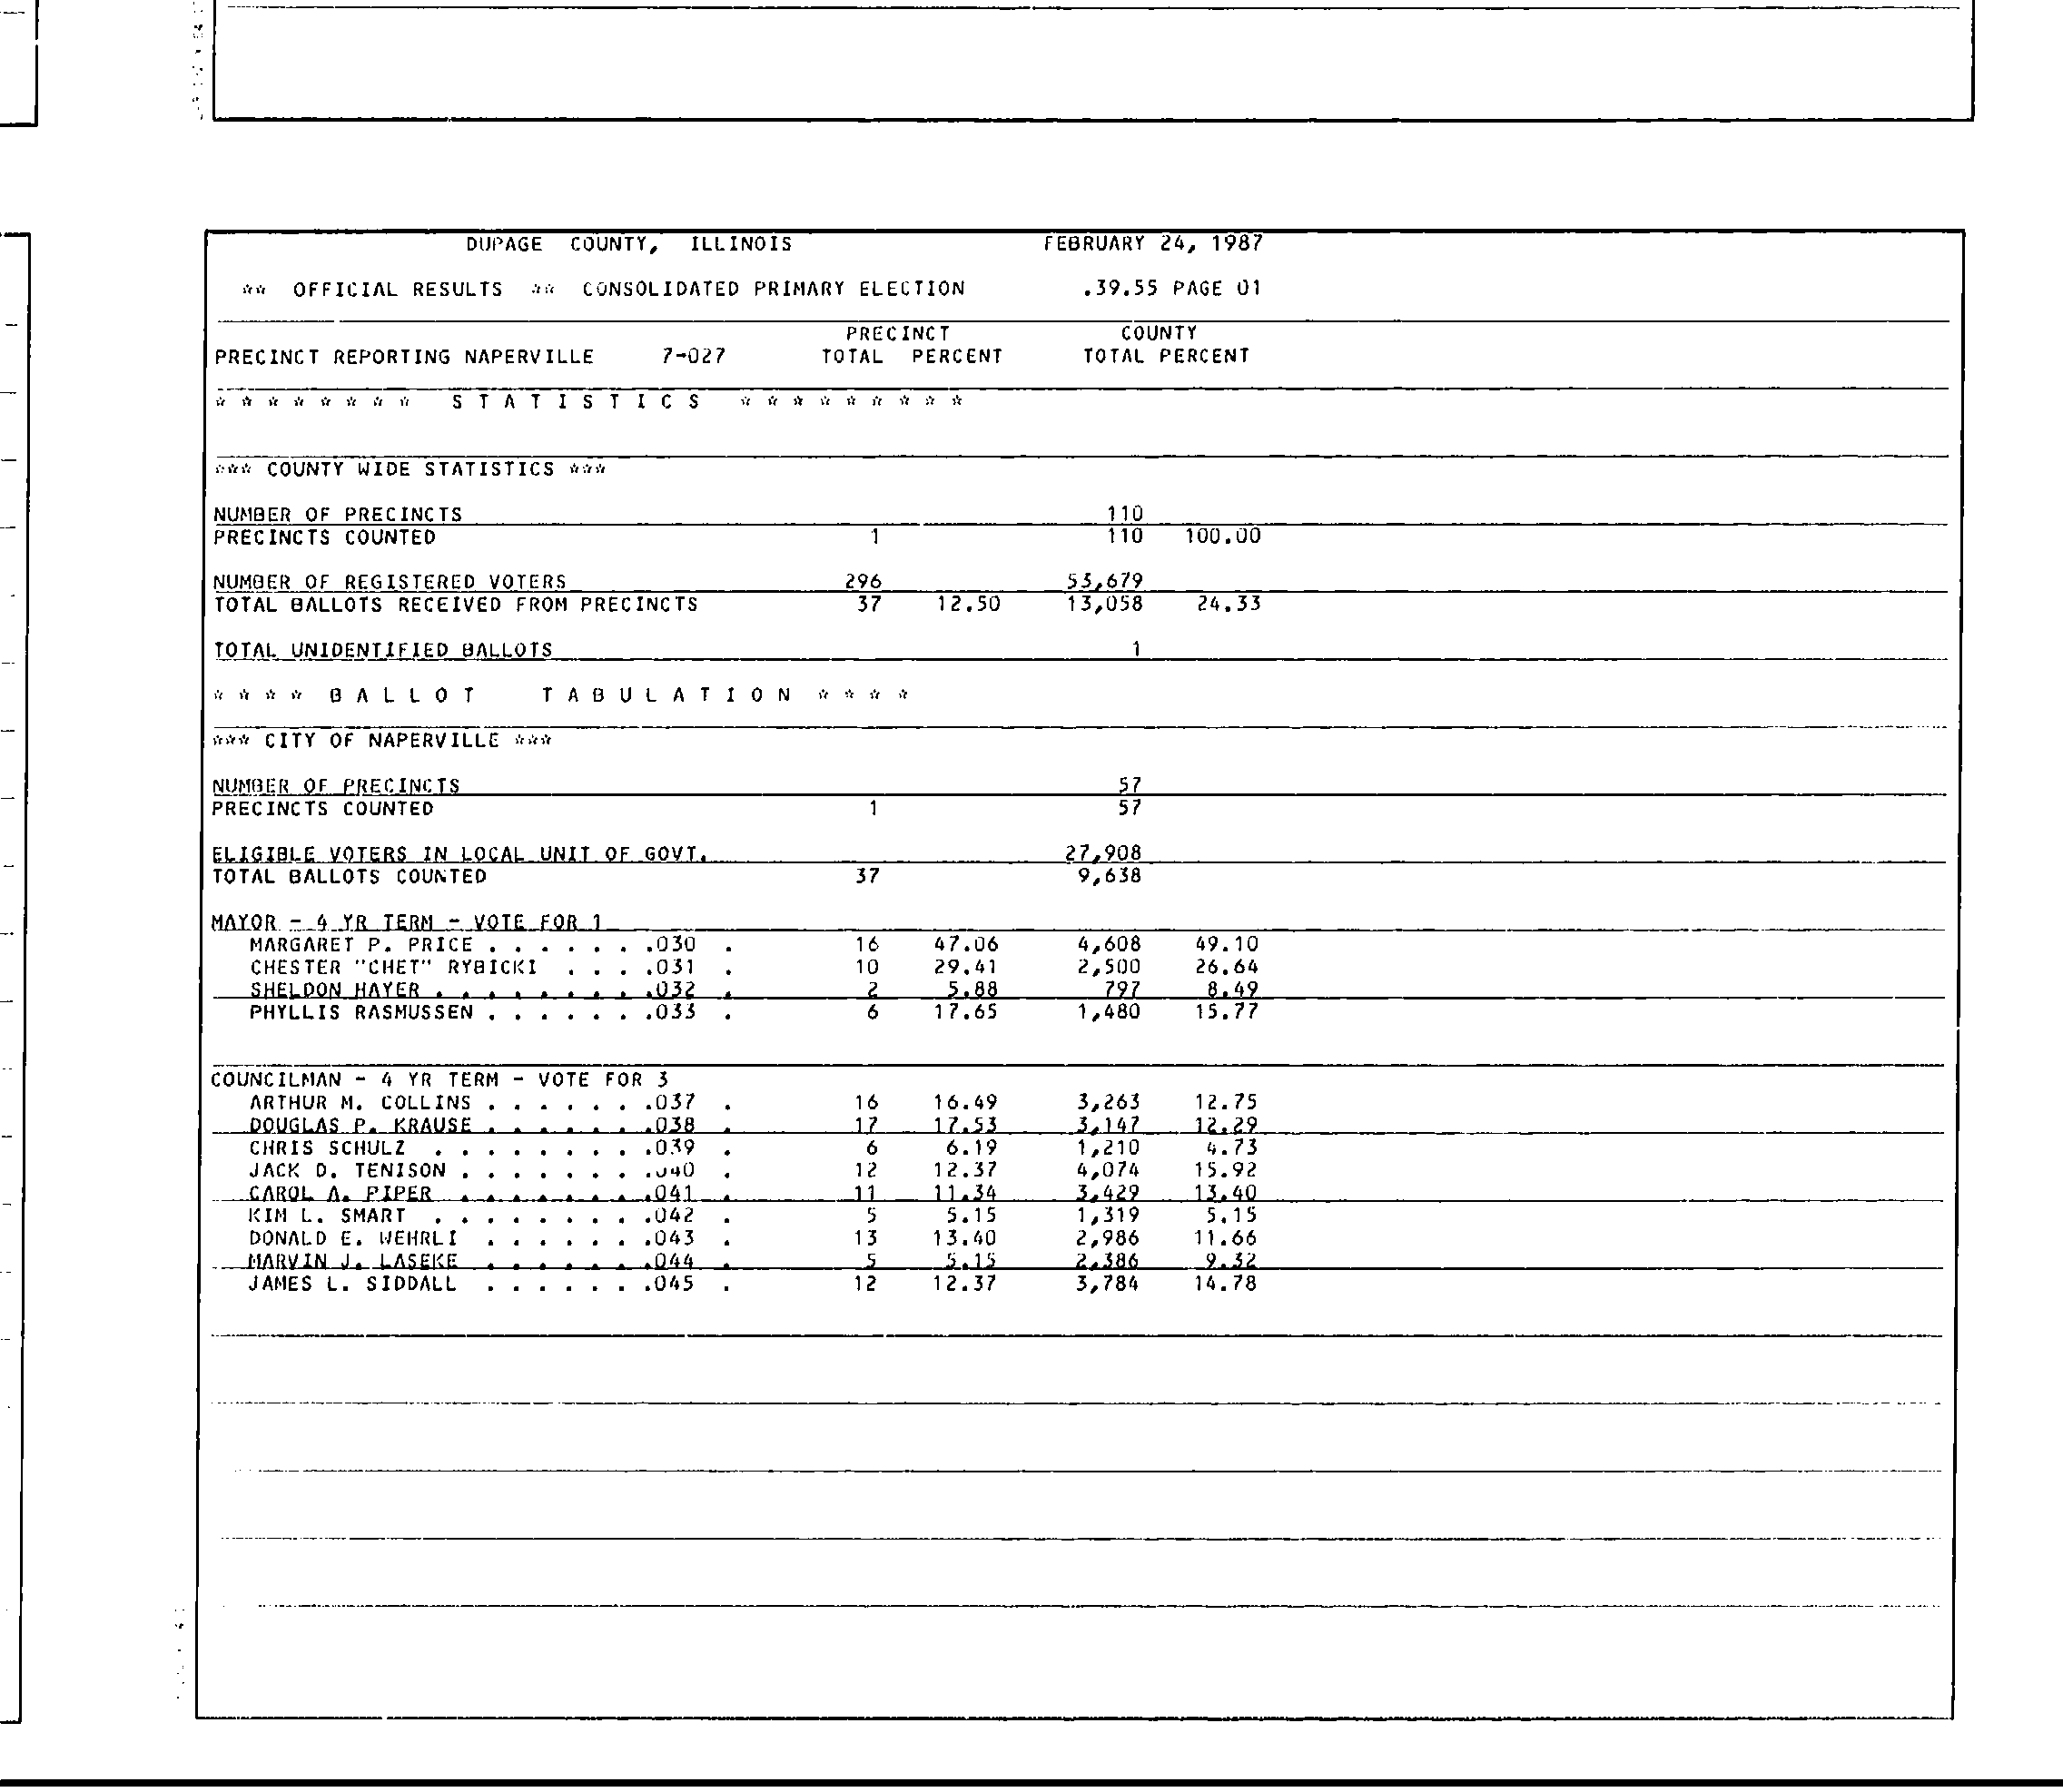 DUPAGE COUNTY, ILLINOIS FEBRUARY 24, 1987
** OFFICIAL RESULTS ** CONSOLIDATED PRIMARY ELECTION .39.55 PAGE 01
PRECINCT COUNTY
PRECINCT REPORTING NAPERVILLE 7-027 TOTAL PERCENT TOTAL PERCENT
* * * * * * * * S T A T I S T I C S * * * * * * * * *
*** COUNTY WIDE STATISTICS ***
NUMBER OF PRECINCTS 110
PRECINCTS COUNTED 1 110 100.00
NUMBER OF REGISTERED VOTERS 296 53,679
TOTAL BALLOTS RECEIVED FROM PRECINCTS 37 12.50 13,058 24.33
TOTAL UNIDENTIFIED BALLOTS 1
* * * * B A L L O T T A B U L A T I O N * * * *
*** CITY OF NAPERVILLE ***
NUMBER OF PRECINCTS 57
PRECINCTS COUNTED 1 57
ELIGIBLE VOTERS IN LOCAL UNIT OF GOVT. 27,908
TOTAL BALLOTS COUNTED 37 9,638
MAYOR - 4 YR TERM - VOTE FOR 1
MARGARET P. PRICE . . . . . . .030 . 16 47.06 4,608 49.10
CHESTER "CHET" RYBICKI . . . .031 . 10 29.41 2,500 26.64
SHELDON HAYER . . . . . . . . .032 . 2 5.88 797 8.49
PHYLLIS RASMUSSEN . . . . . . .033 . 6 17.65 1,480 15.77
COUNCILMAN - 4 YR TERM - VOTE FOR 3
ARTHUR M. COLLINS . . . . . . .037 . 16 16.49 3,263 12.75
DOUGLAS P. KRAUSE . . . . . . .038 . 17 17.53 3,147 12.29
CHRIS SCHULZ . . . . . . . . .039 . 6 6.19 1,210 4.73
JACK D. TENISON . . . . . . . .040 . 12 12.37 4,074 15.92
CAROL A. PIPER . . . . . . . .041 . 11 11.34 3,429 13.40
KIM L. SMART . . . . . . . . .042 . 5 5.15 1,319 5.15
DONALD E. WEHRLI . . . . . . .043 . 13 13.40 2,986 11.66
MARVIN J. LASEKE . . . . . . .044 . 5 5.15 2,386 9.32
JAMES L. SIDDALL . . . . . . .045 . 12 12.37 3,784 14.78